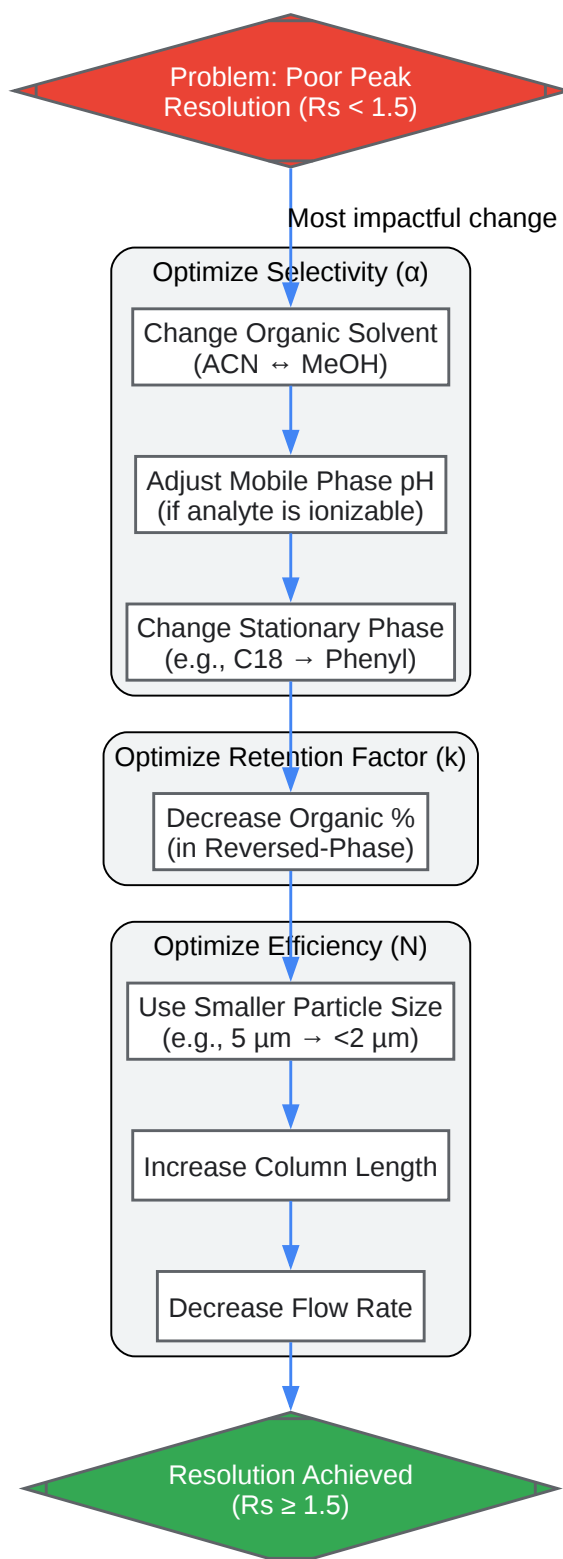 Problem: Poor Peak
Resolution (Rs < 1.5)
Most impactful change
Optimize Selectivity (α)
Change Organic Solvent
(ACN ↔ MeOH)
Adjust Mobile Phase pH
(if analyte is ionizable)
Change Stationary Phase
(e.g., C18 → Phenyl)
Optimize Retention Factor (k)
Decrease Organic %
(in Reversed-Phase)
Optimize Efficiency (N)
Use Smaller Particle Size
(e.g., 5 µm → <2 µm)
Increase Column Length
Decrease Flow Rate
Resolution Achieved
(Rs ≥ 1.5)